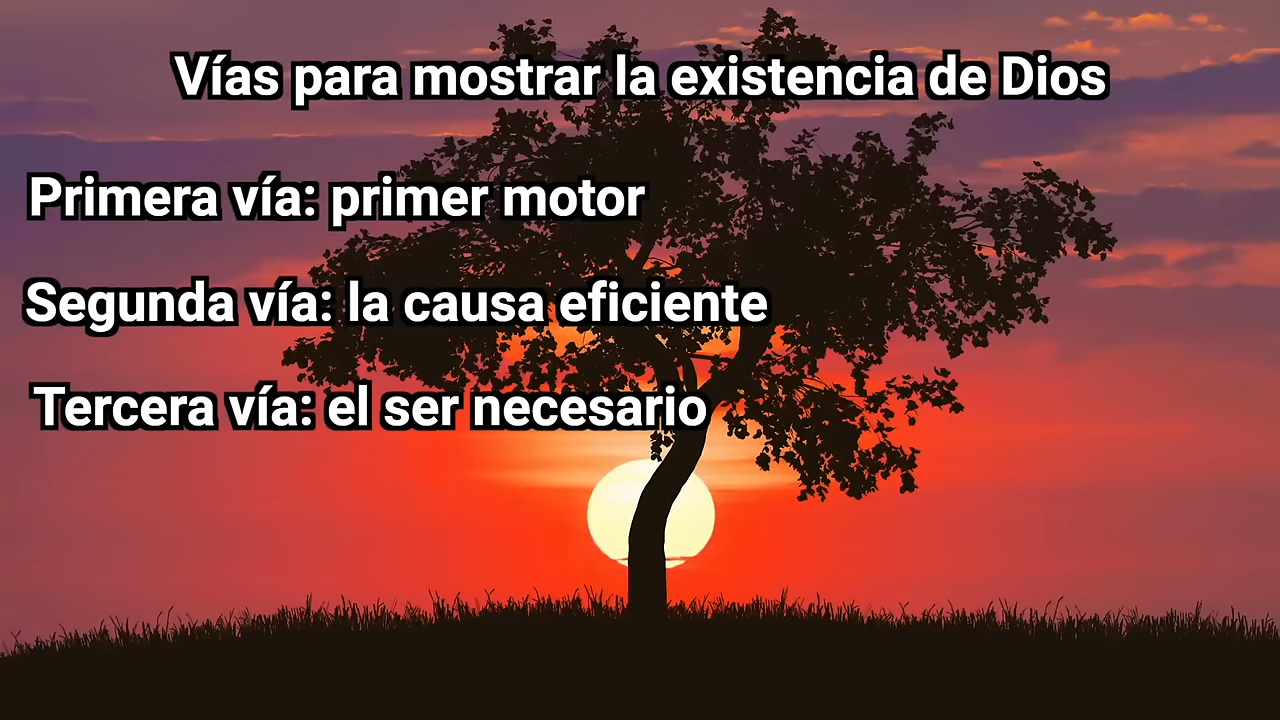 Vías para mostrar la existencia de Dios
Primera vía: primer motor
Segunda vía: la causa eficiente
Tercera vía: el ser necesario